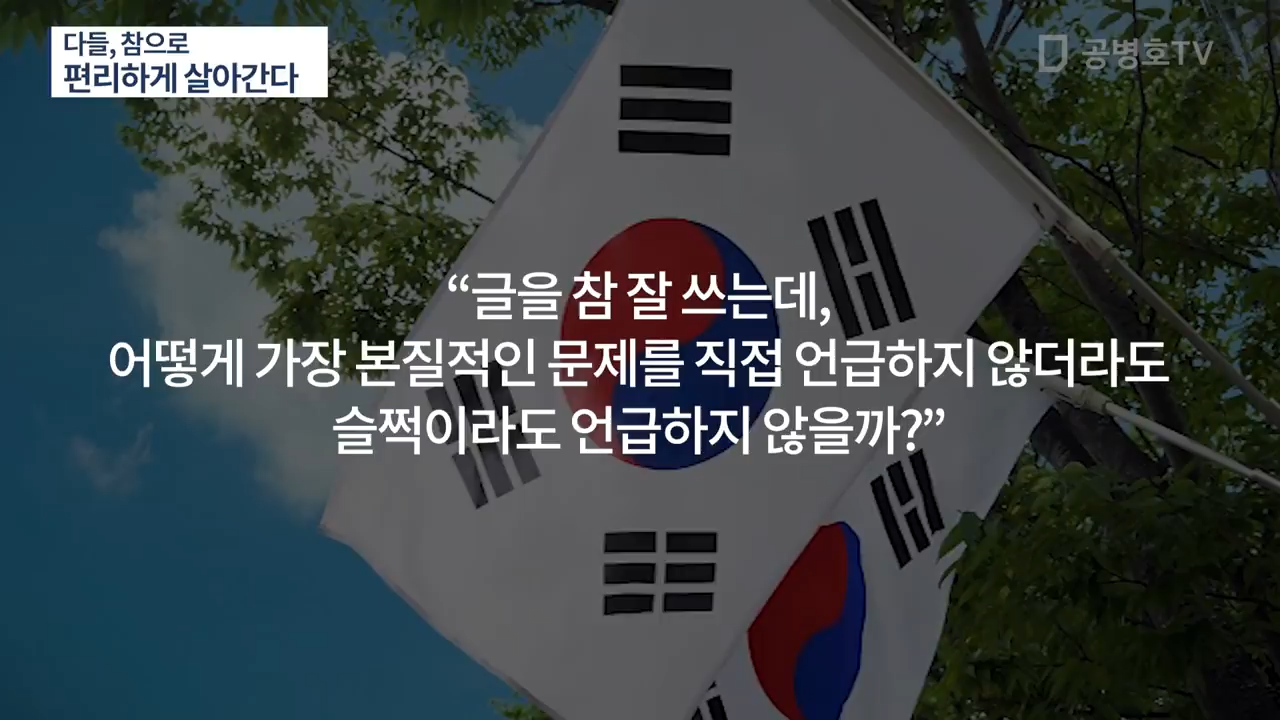 다들, 참으로
편리하게 살아간다
공병호TV
“글을 참 잘 쓰는데,
어떻게 가장 본질적인 문제를 직접 언급하지 않더라도
슬쩍이라도 언급하지 않을까?”